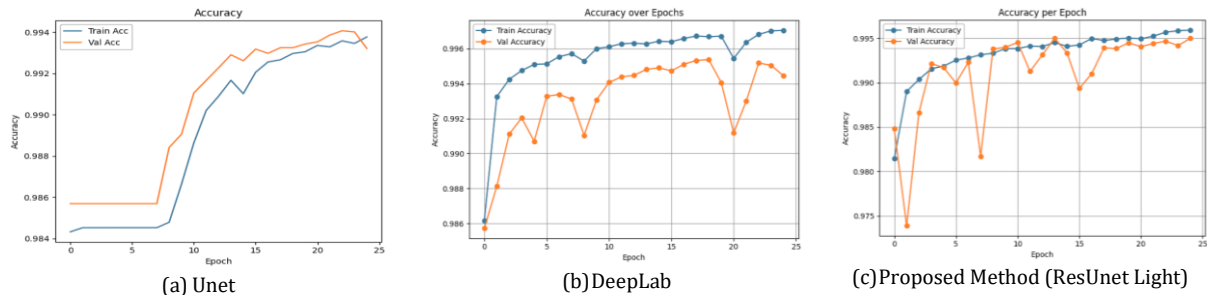 Accuracy
Train Acc
Val Acc
0.994
0.992
0.990
0.988
0.986
0.984
Accuracy
0
5
10
15
20
25
Epoch
(a) Unet
Accuracy over Epochs
Train Accuracy
Val Accuracy
0.996
0.994
0.992
0.990
0.988
0.986
Accuracy
0
5
10
15
20
25
Epoch
(b) DeepLab
Accuracy per Epoch
Train Accuracy
Val Accuracy
0.995
0.990
0.985
0.980
0.975
Accuracy
0
5
10
15
20
25
Epoch
(c) Proposed Method (ResUnet Light)